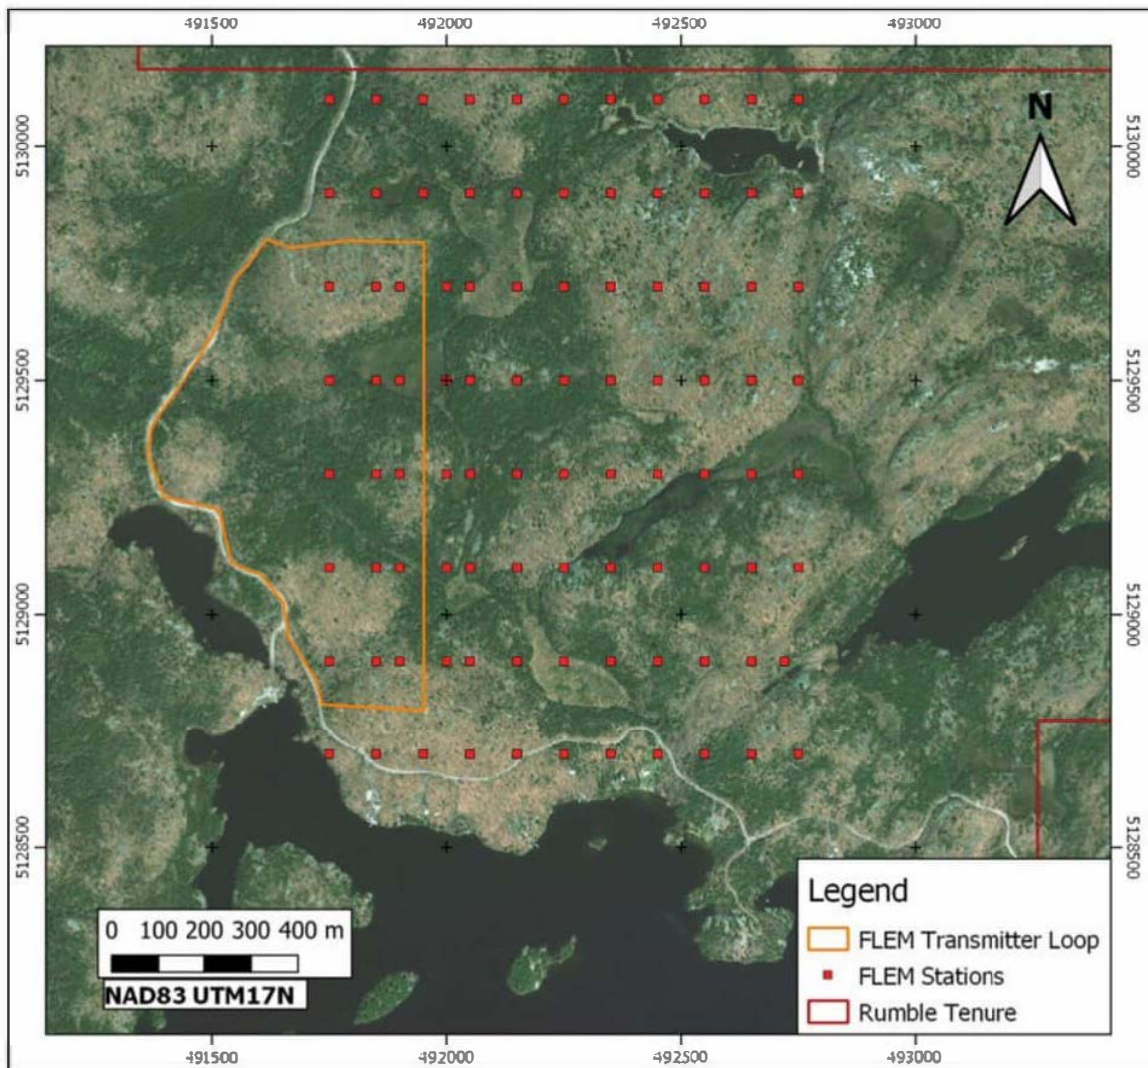 491500 492000 492500 493000
N
5130000 5130000
5129500 5129500
5129000 5129000
5128500 5128500
Legend
FLEM Transmitter Loop
FLEM Stations
Rumble Tenure
0 100 200 300 400 m
NAD83 UTM17N
491500 492000 492500 493000